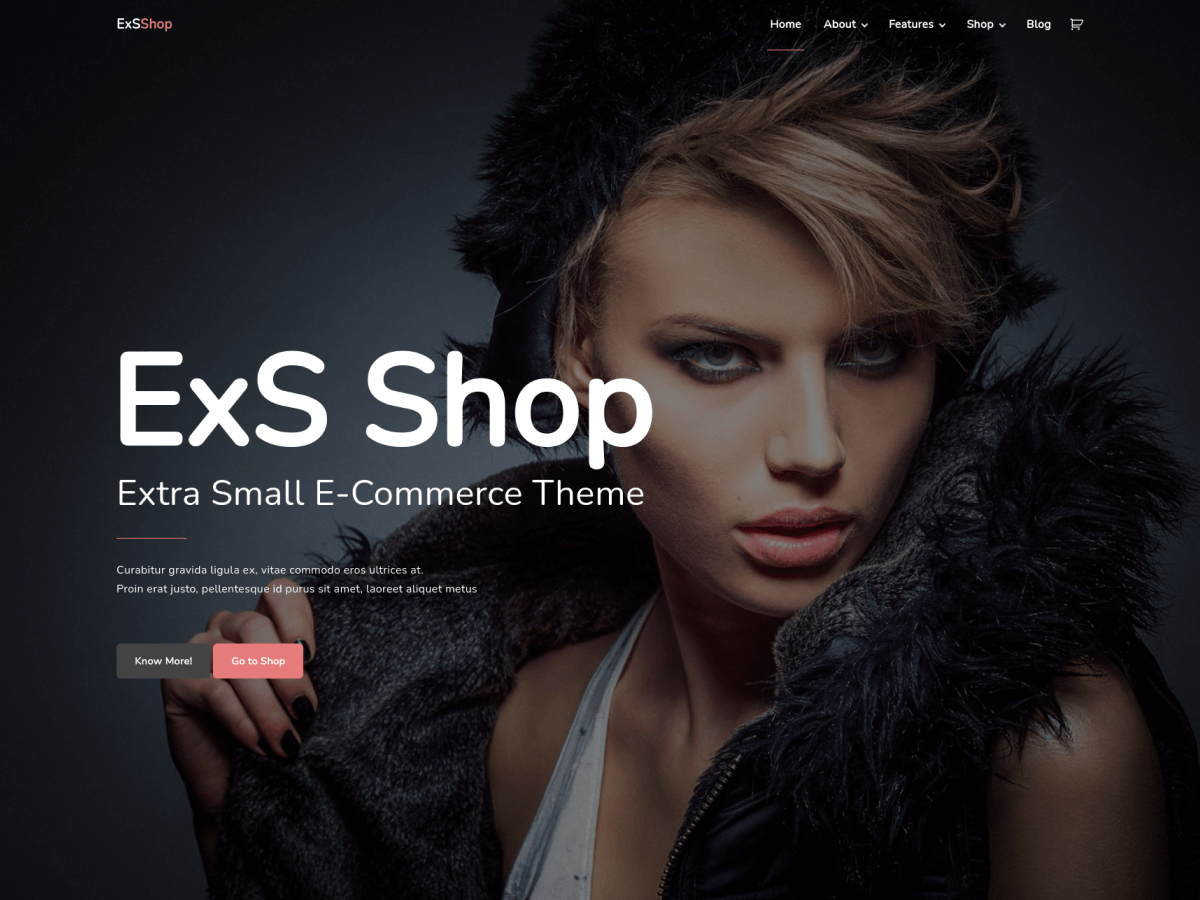 ExSShop
Home About Features Shop Blog
ExS Shop
Extra Small E-Commerce Theme
Curabitur gravida ligula ex, vitae commodo eros ultrices at.
Proin erat justo, pellentesque id purus sit amet, laoreet aliquet metus
Know More! Go to Shop